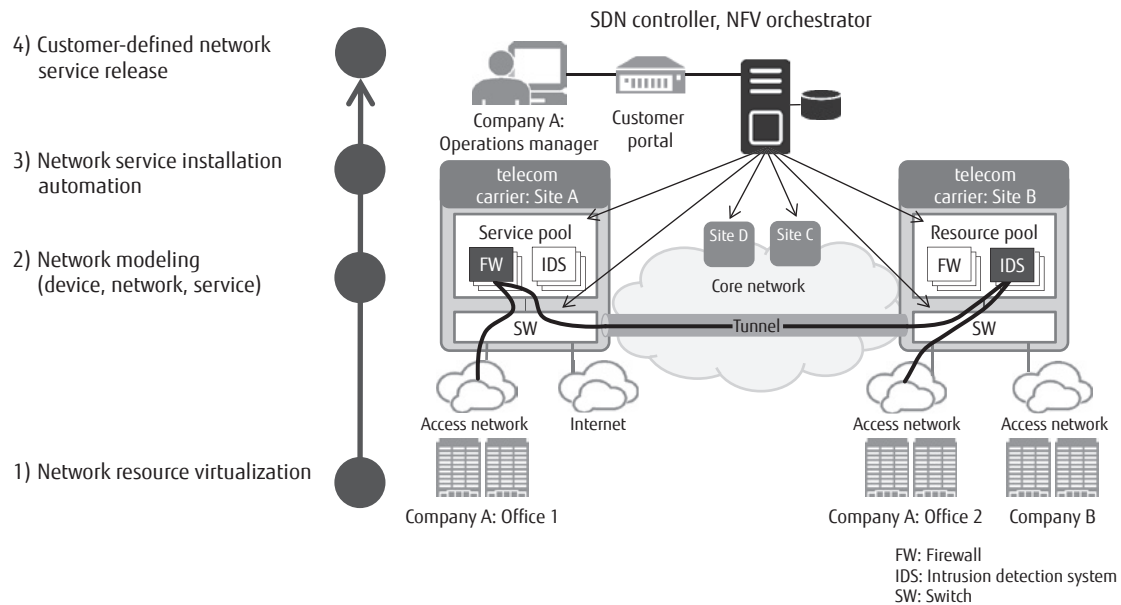 SDN controller, NFV orchestrator
4) Customer-defined network
service release
Company A:
Operations manager
Customer
portal
3) Network service installation
automation
telecom
carrier: Site A
telecom
carrier: Site B
Service pool
FW
IDS
Site D
Site C
Resource pool
FW
IDS
2) Network modeling
(device, network, service)
Core network
SW
Tunnel
SW
Access network
Internet
Access network
Access network
1) Network resource virtualization
Company A: Office 1
Company A: Office 2
Company B
FW: Firewall
IDS: Intrusion detection system
SW: Switch